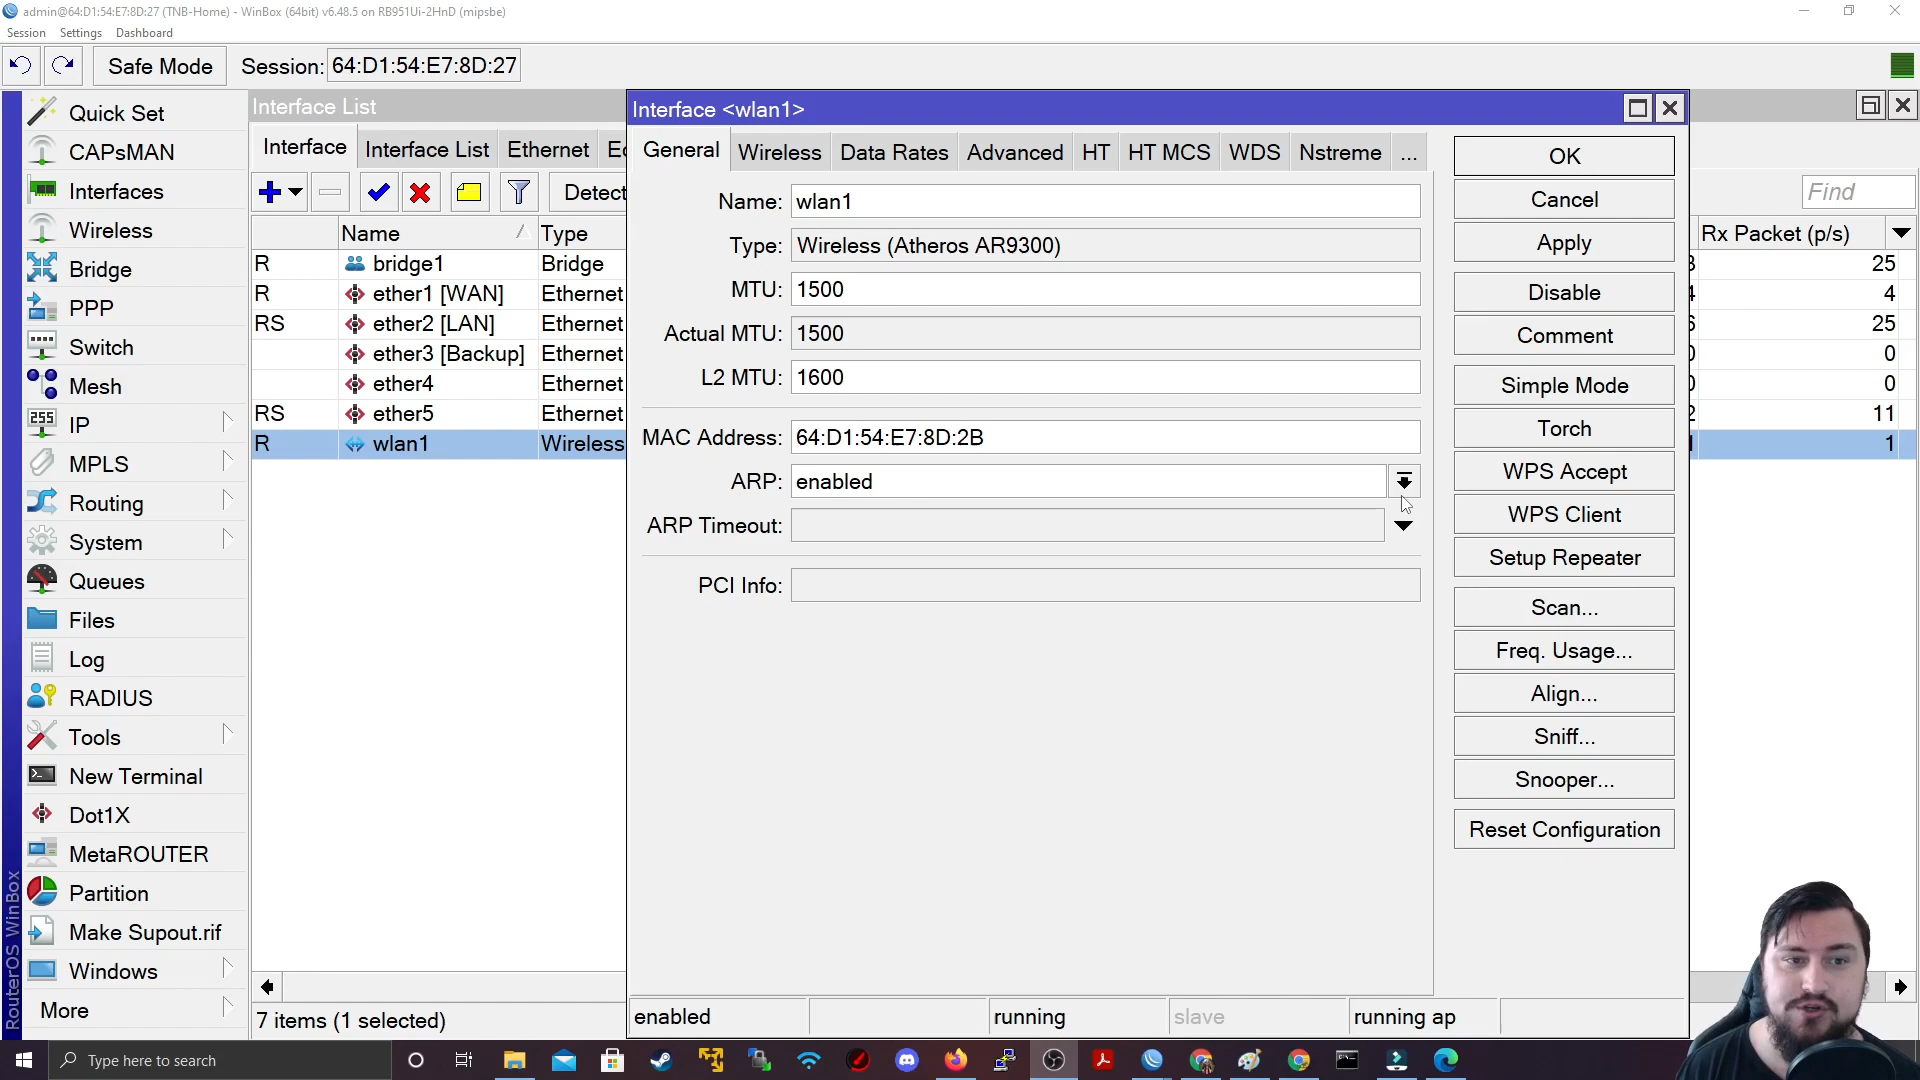 admin@64:D1:54:E7:8D:27 (TNB-Home) - WinBox (64bit) v6.48.5 on RB951Ui-2HnD (mipsbe)
Session Settings Dashboard
Safe Mode Session: 64:D1:54:E7:8D:27
Quick Set
CAPsMAN
Interfaces
Wireless
Bridge
PPP
Switch
Mesh
255 IP
MPLS
Routing
System
Queues
Files
Log
RADIUS
Tools
New Terminal
Dot1X
MetaROUTER
Partition
Make Supout.rif
Windows
More
RouterOS WinBox
Interface List
Interface Interface List Ethernet
Detect
Find
Name Type Rx Packet (p/s)
R bridge1 Bridge 25
R ether1 [WAN] Ethernet 4
RS ether2 [LAN] Ethernet 25
ether3 [Backup] Ethernet 0
ether4 Ethernet 0
RS ether5 Ethernet 11
R wlan1 Wireless 1
7 items (1 selected)
Interface <wlan1>
General Wireless Data Rates Advanced HT HT MCS WDS Nstreme ...
Name: wlan1
Type: Wireless (Atheros AR9300)
MTU: 1500
Actual MTU: 1500
L2 MTU: 1600
MAC Address: 64:D1:54:E7:8D:2B
ARP: enabled
ARP Timeout:
PCI Info:
OK
Cancel
Apply
Disable
Comment
Simple Mode
Torch
WPS Accept
WPS Client
Setup Repeater
Scan...
Freq. Usage...
Align...
Sniff...
Snooper...
Reset Configuration
enabled running slave running ap
Type here to search